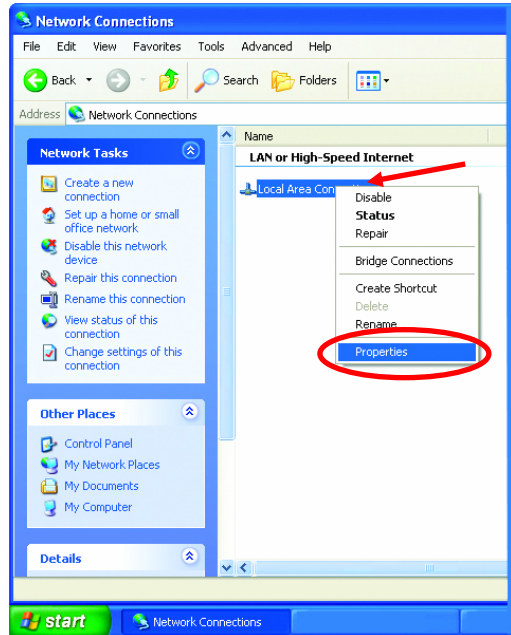 Network Connections
File Edit View Favorites Tools Advanced Help
Back Search Folders
Address Network Connections
Network Tasks
Create a new
connection
Set up a home or small
office network
Disable this network
device
Repair this connection
Rename this connection
View status of this
connection
Change settings of this
connection
Other Places
Control Panel
My Network Places
My Documents
My Computer
Details
Name
LAN or High-Speed Internet
Local Area
Disable
Status
Repair
Bridge Connections
Create Shortcut
Delete
Rename
Properties
start Network Connections